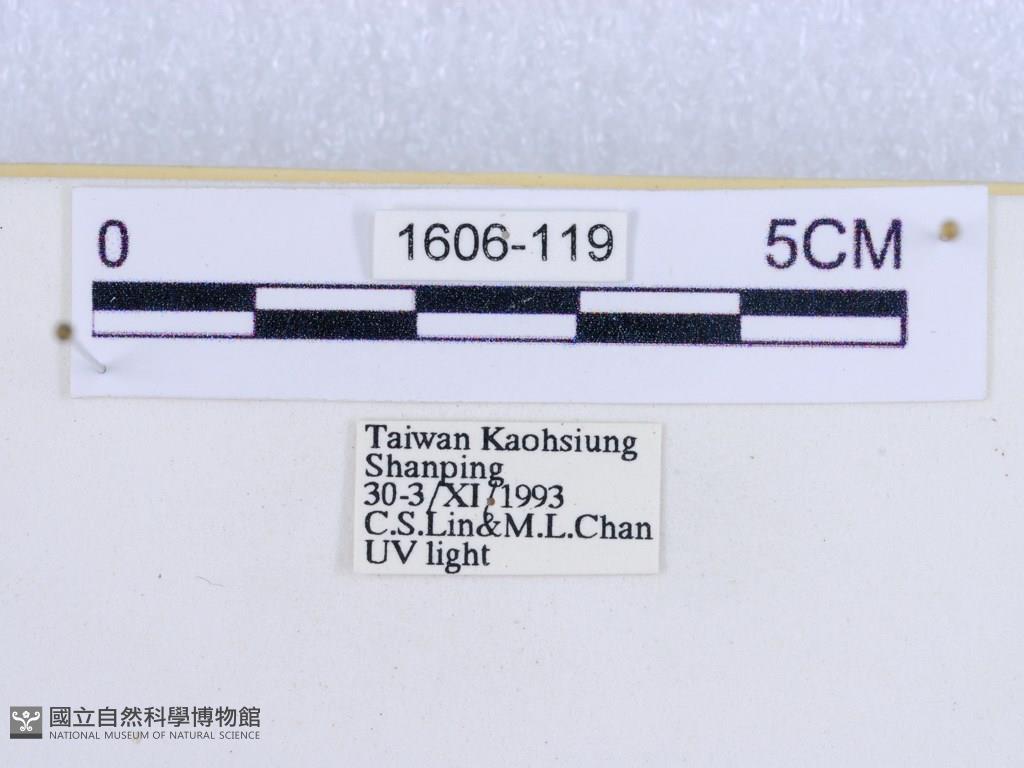 0
1606-119
5CM
Taiwan Kaohsiung
Shanping
30-3/XI/1993
C.S.Lin&M.L.Chan
UV light
國立自然科學博物館
NATIONAL MUSEUM OF NATURAL SCIENCE